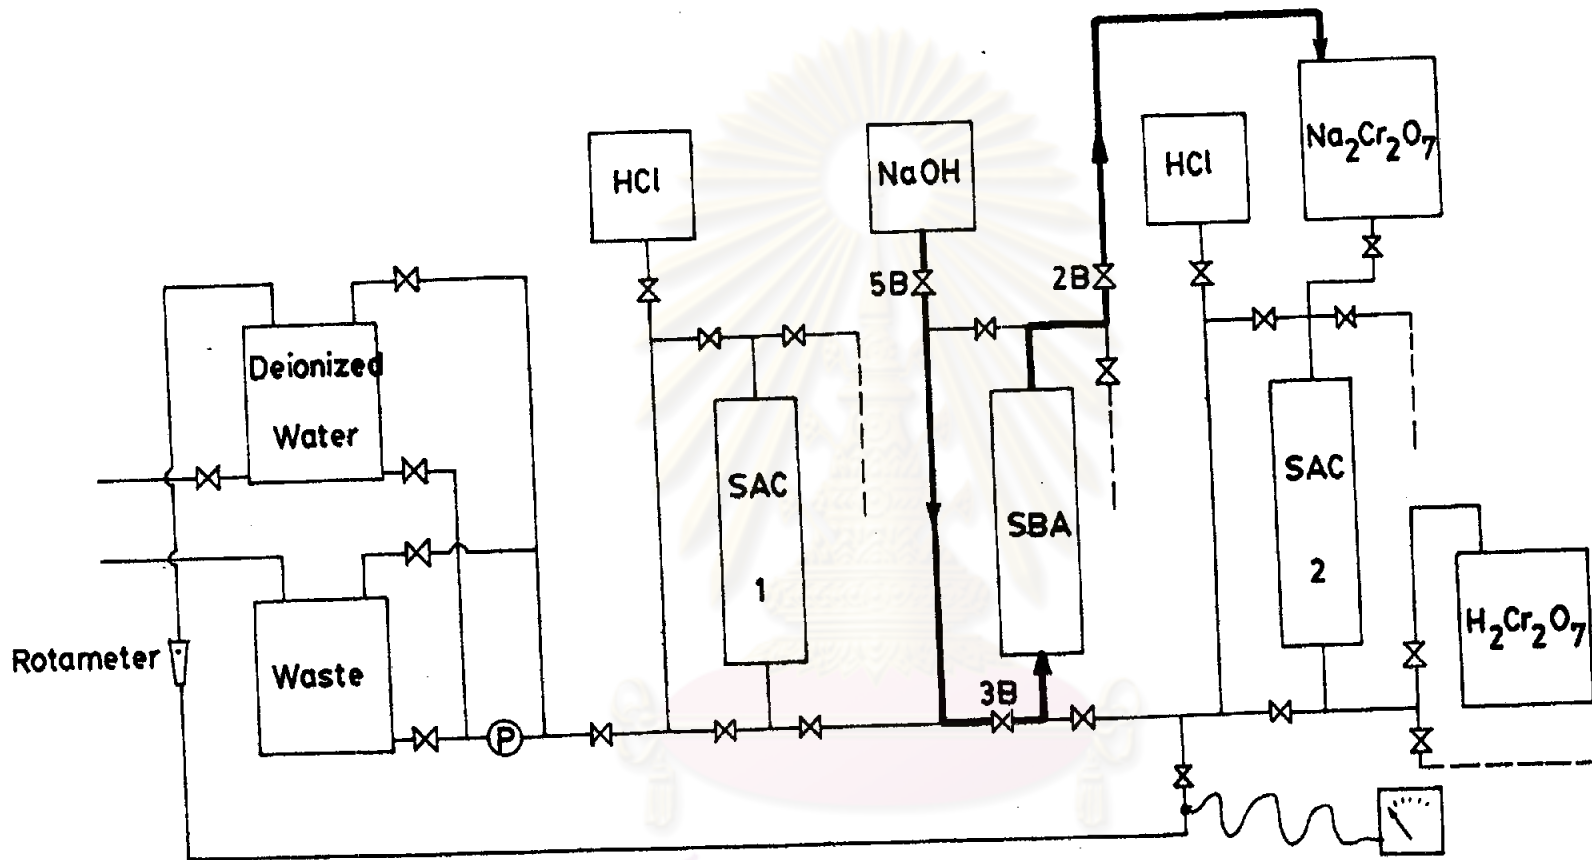 Na₂Cr₂O₇
HCl
NaOH
HCl
5B
2B
Deionized
Water
SAC
1
SBA
SAC
2
H₂Cr₂O₇
Rotameter
Waste
3B
P